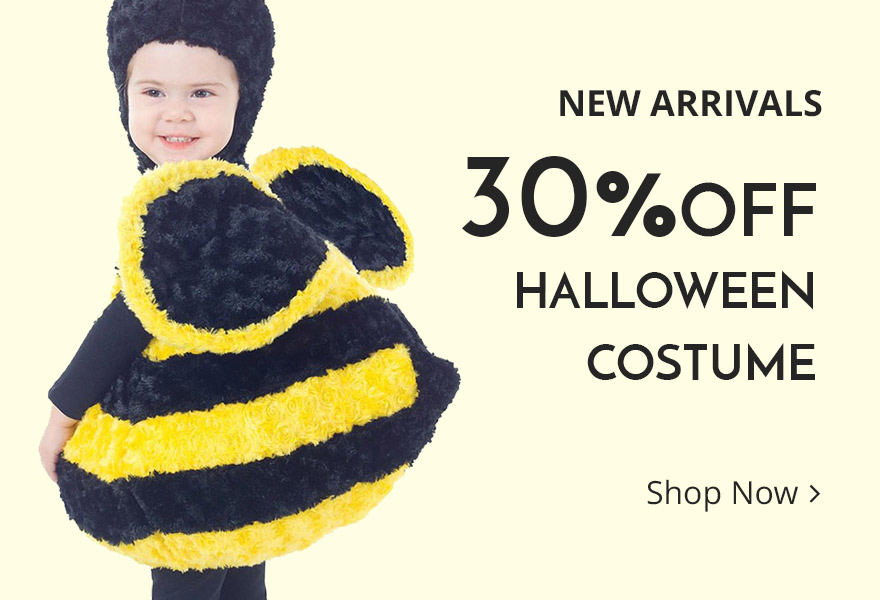 NEW ARRIVALS
30%OFF
HALLOWEEN
COSTUME
Shop Now >